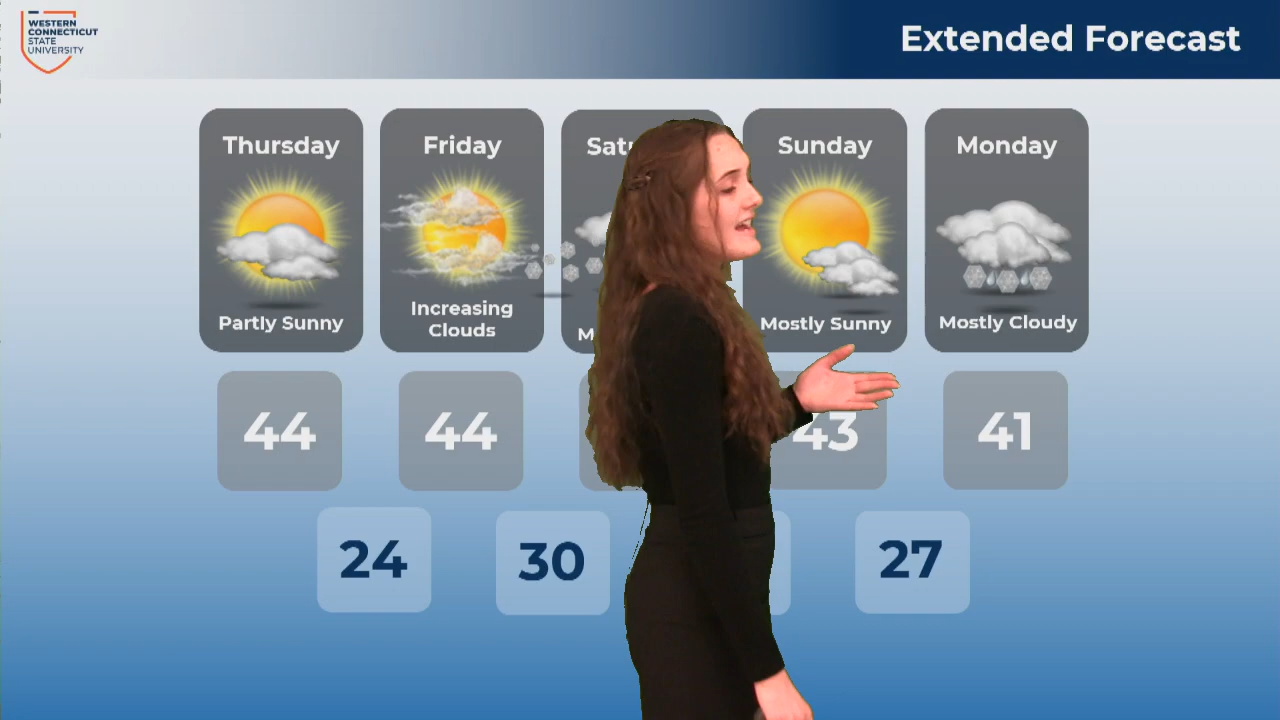 WESTERN
CONNECTICUT
STATE
UNIVERSITY
Extended Forecast
Thursday
Friday
Sunday
Monday
Partly Sunny
Increasing
Clouds
Mostly Sunny
Mostly Cloudy
44
44
43
41
24
30
27